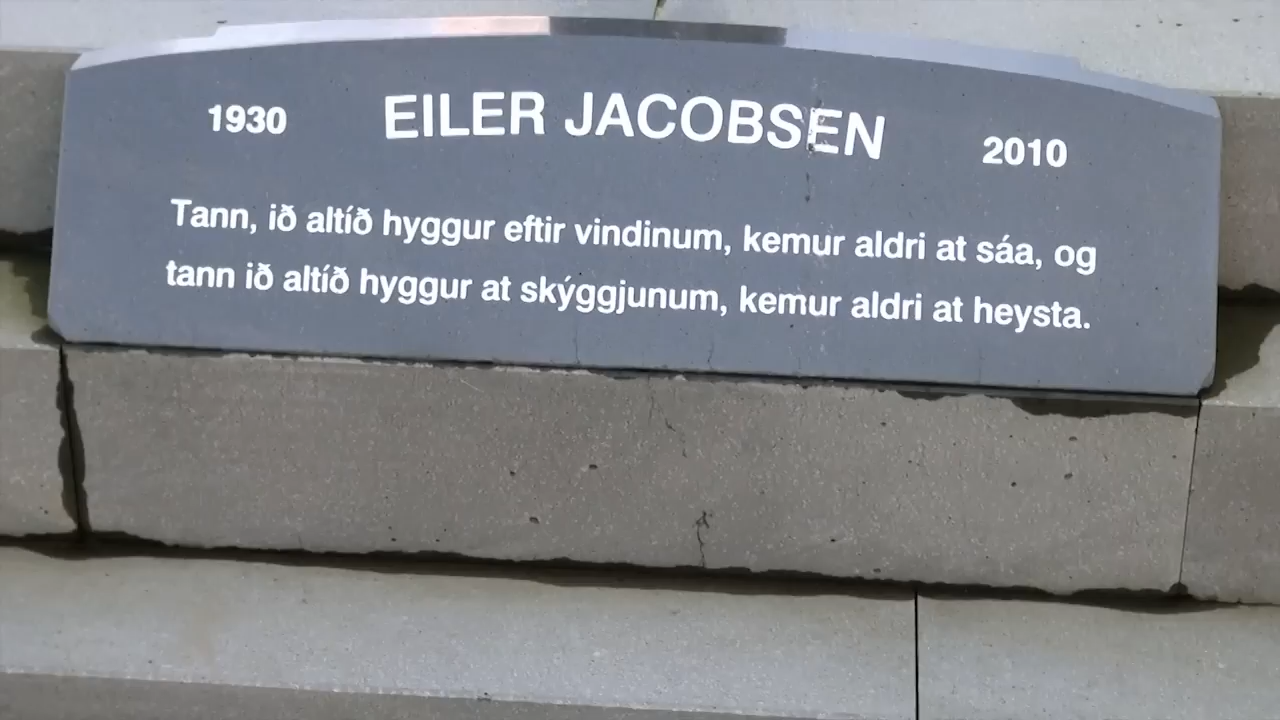 1930 EILER JACOBSEN 2010
Tann, ið altíð hyggur eftir vindinum, kemur aldri at sáa, og
tann ið altíð hyggur at skýggjunum, kemur aldri at heysta.